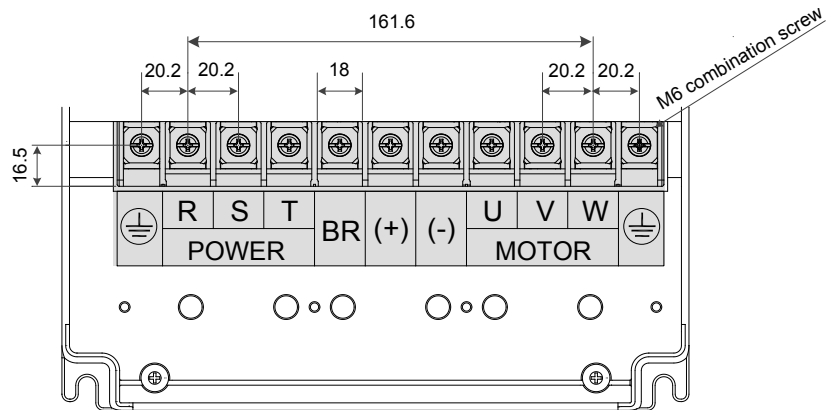 161.6
20.2 20.2 18 20.2 20.2
M6 combination screw
16.5
R S T BR (+) (-) U V W
POWER MOTOR